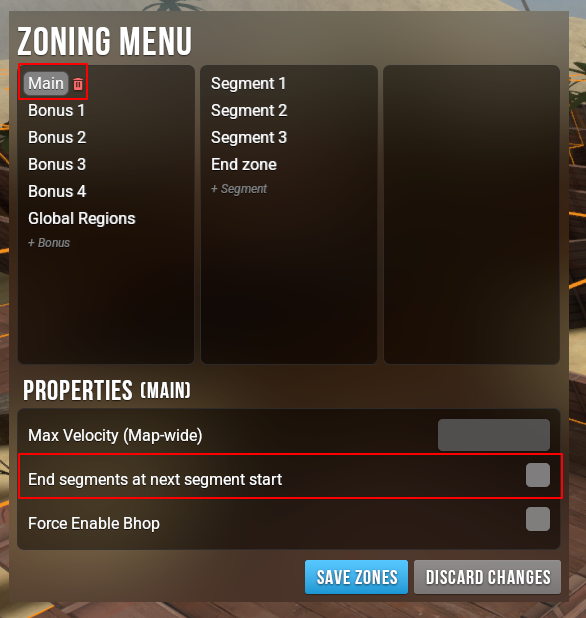 ZONING MENU
Main
Bonus 1
Bonus 2
Bonus 3
Bonus 4
Global Regions
+ Bonus
Segment 1
Segment 2
Segment 3
End zone
+ Segment
PROPERTIES (MAIN)
Max Velocity (Map-wide)
End segments at next segment start
Force Enable Bhop
SAVE ZONES
DISCARD CHANGES